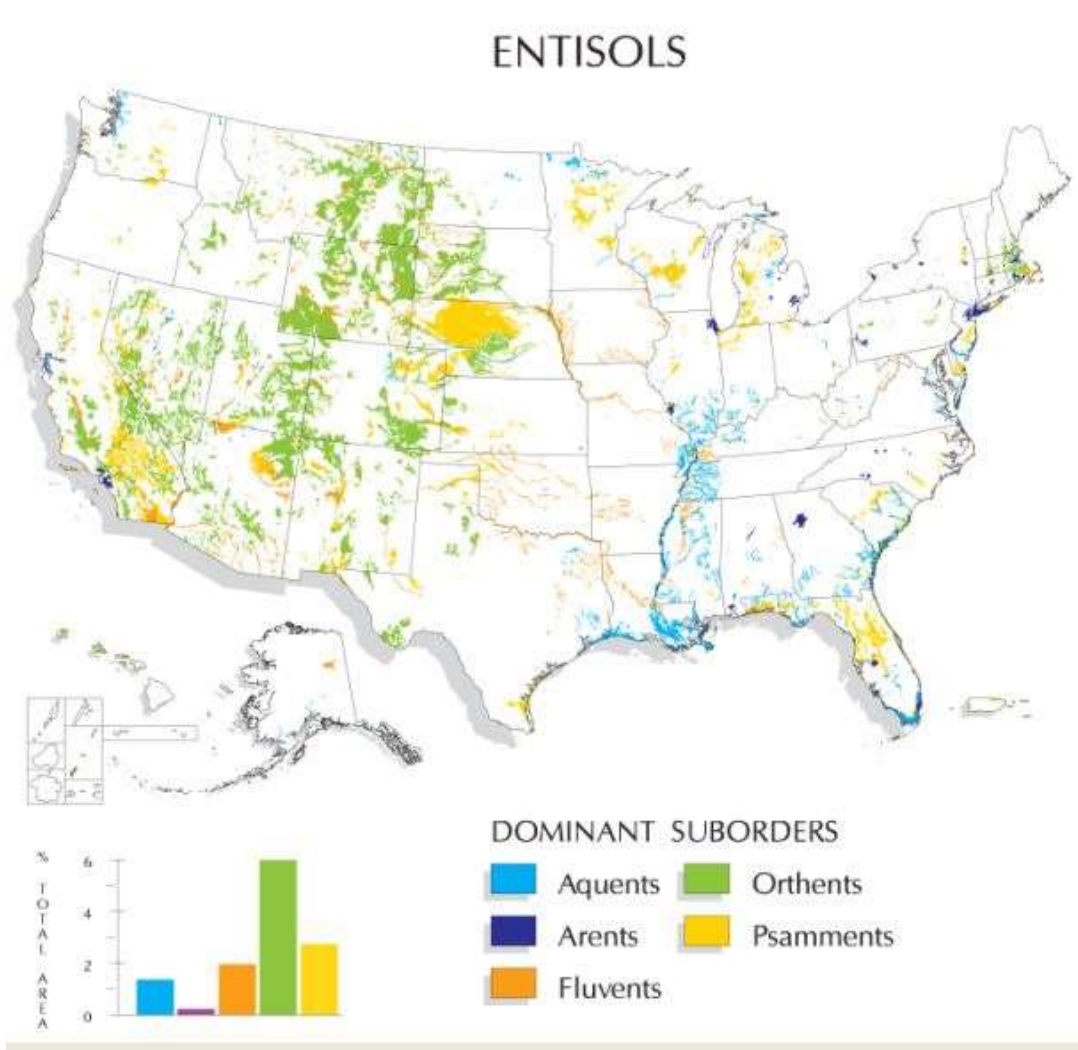 ENTISOLS
DOMINANT SUBORDERS
Aquents
Orthents
Arents
Psamments
Fluvents
% TOTAL AREA
6
4
2
0